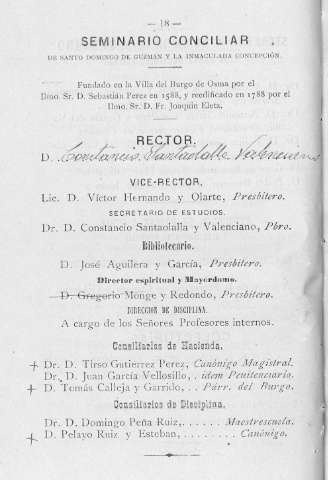 — 18 —
SEMINARIO CONCILIAR
DE SANTO DOMINGO DE GUZMÁN Y LA INMACULADA CONCEPCIÓN.
Fundado en la Villa del Burgo de Osma por el
Ilmo. Sr. D. Sebastián Perez en 1588, y reedificado en 1788 por el
Ilmo. Sr. D. Fr. Joaquin Eleta.
RECTOR.
D. Constancio Santaolalla Valenciano
VICE-RECTOR.
Lic. D. Víctor Hernando y Olarte, Presbítero.
SECRETARIO DE ESTUDIOS.
Dr. D. Constancio Santaolalla y Valenciano, Pbro.
Bibliotecario.
D. José Aguilera y García, Presbítero.
Director espiritual y Mayordomo.
D. Gregorio Monge y Redondo, Presbítero.
DIRECCIÓN DE DISCIPLINA.
A cargo de los Señores Profesores internos.
Consiliarios de Hacienda.
+ Dr. D. Tirso Gutierrez Perez, Canónigo Magistral.
Dr. D. Juan García Vellosillo, . idem Penitenciario.
+ D. Tomás Calleja y Garrido, . . Párr. del Burgo.
Consiliarios de Disciplina.
Dr. D. Domingo Peña Ruiz, . . . . Maestrescuela.
+ D. Pelayo Ruiz y Esteban, . . . . . . . Canónigo.